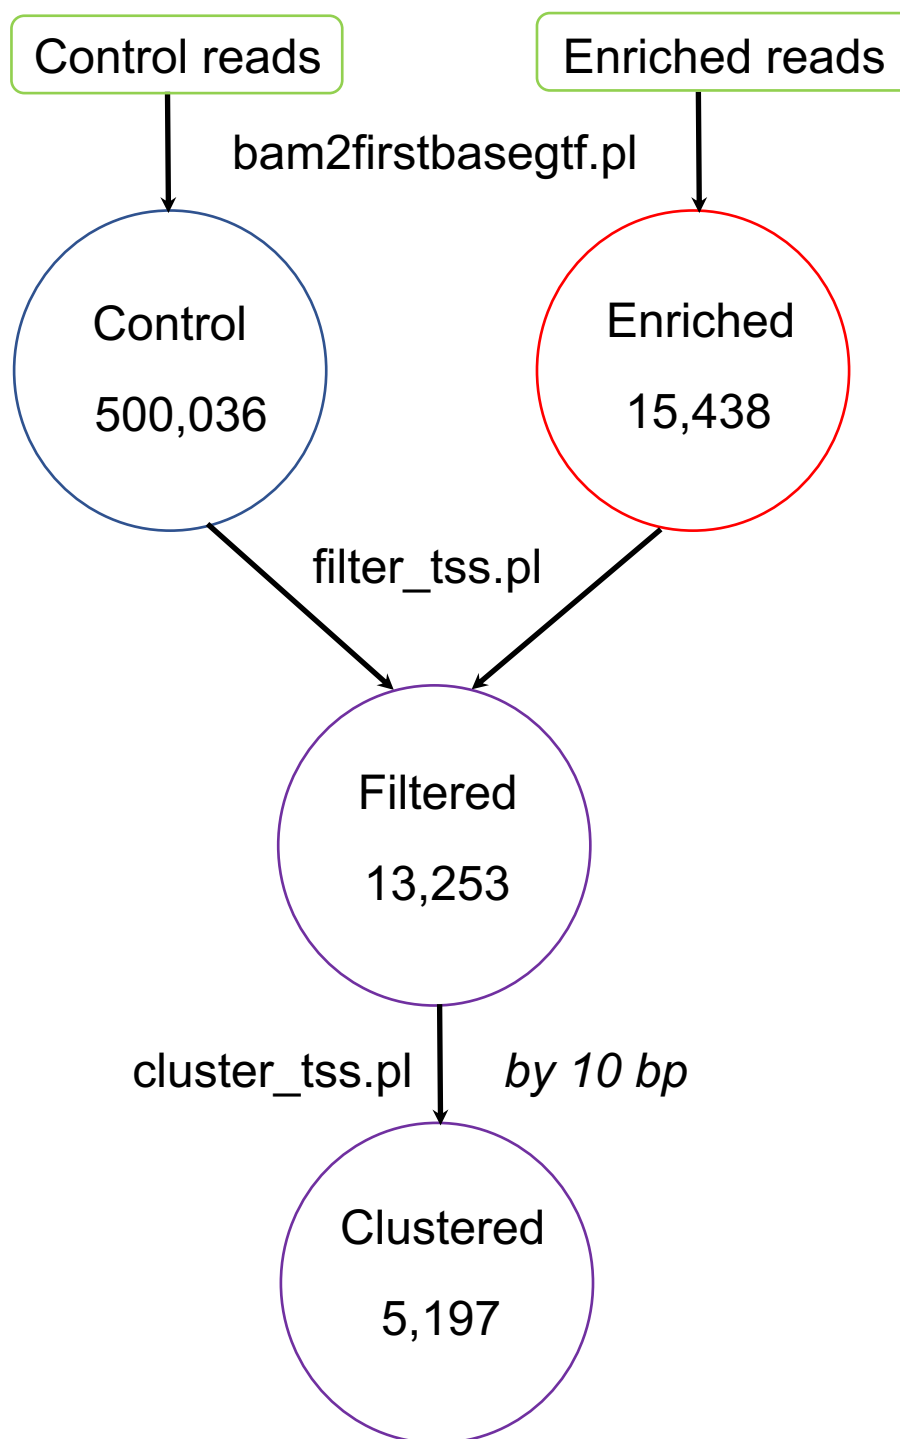 Control reads
Enriched reads
bam2firstbasegtf.pl
Control
500,036
Enriched
15,438
filter_tss.pl
Filtered
13,253
cluster_tss.pl
by 10 bp
Clustered
5,197